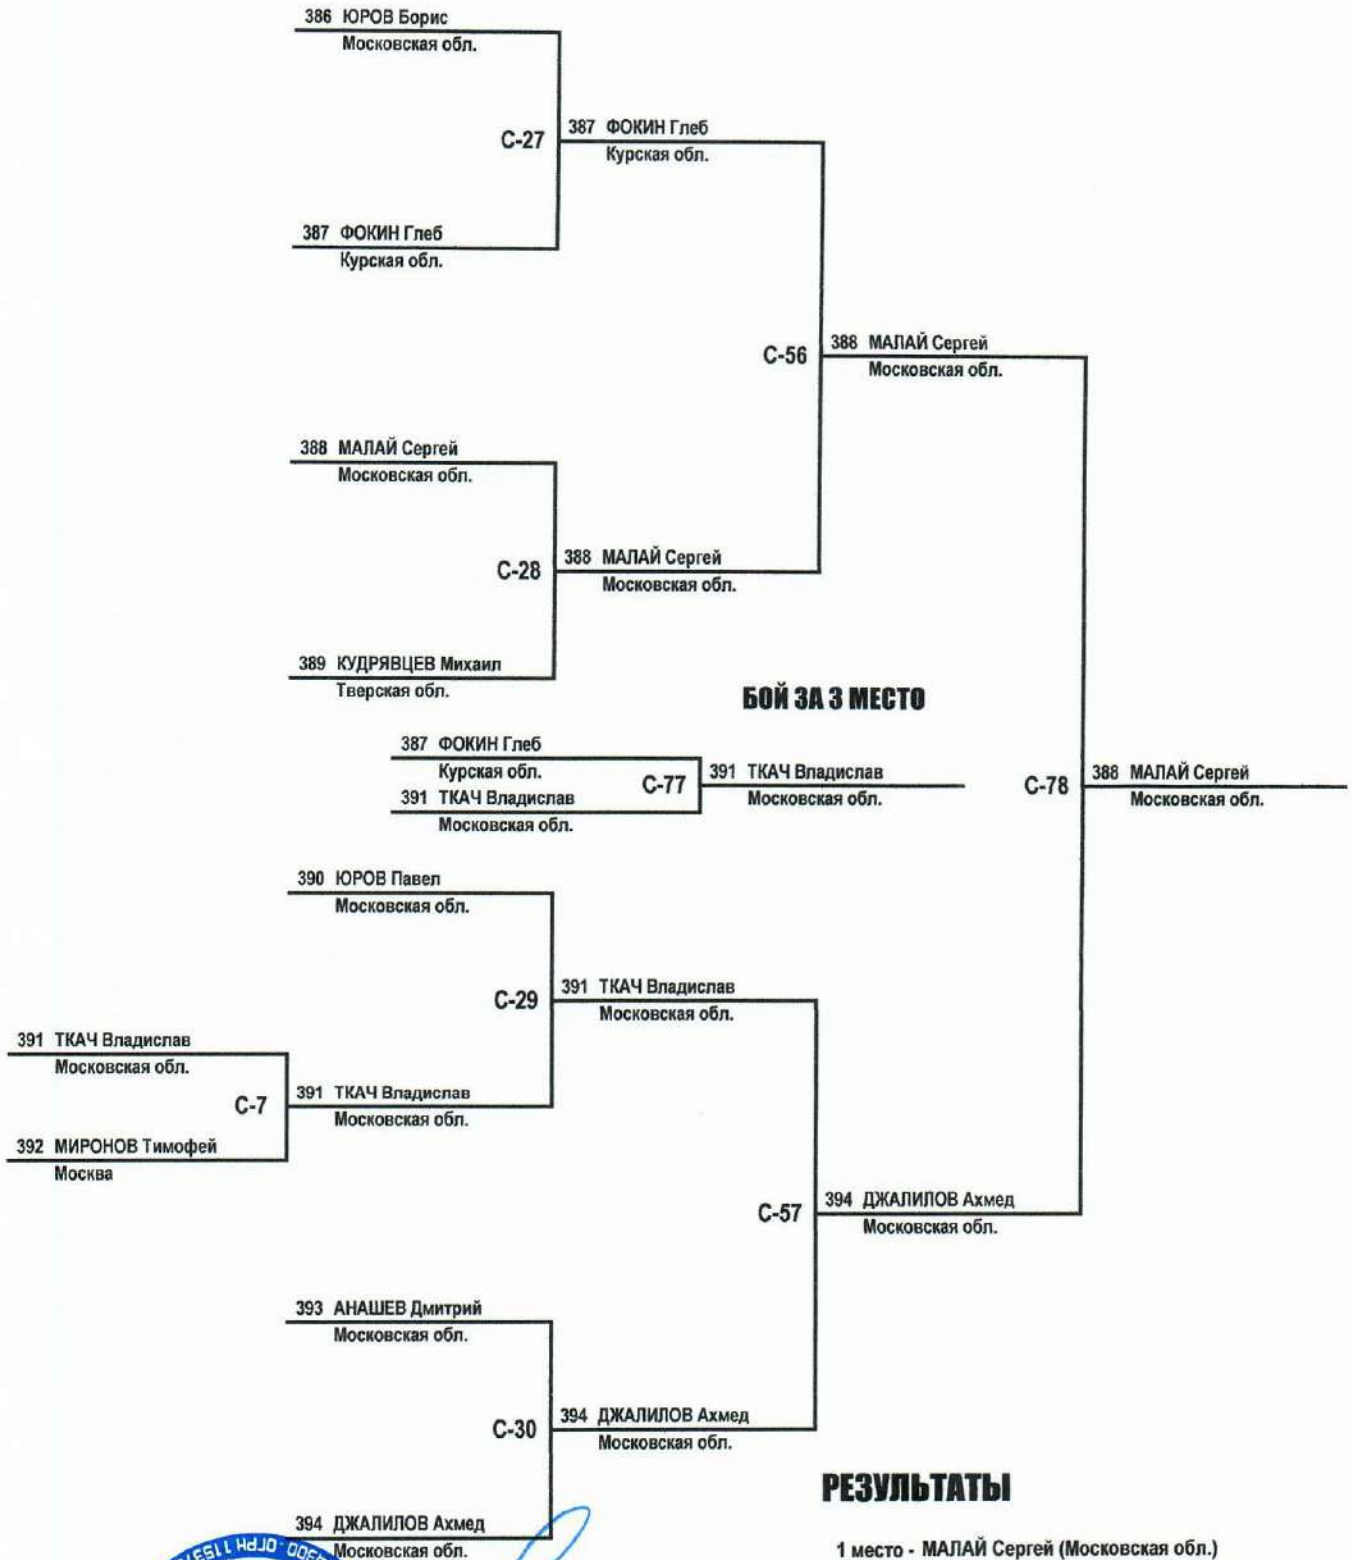 386 ЮРОВ Борис
Московская обл.
С-27
387 ФОКИН Глеб
Курская обл.
387 ФОКИН Глеб
Курская обл.
С-56
388 МАЛАЙ Сергей
Московская обл.
388 МАЛАЙ Сергей
Московская обл.
С-28
388 МАЛАЙ Сергей
Московская обл.
389 КУДРЯВЦЕВ Михаил
Тверская обл.
БОЙ ЗА 3 МЕСТО
387 ФОКИН Глеб
Курская обл.
С-77
391 ТКАЧ Владислав
Московская обл.
391 ТКАЧ Владислав
Московская обл.
С-78
388 МАЛАЙ Сергей
Московская обл.
390 ЮРОВ Павел
Московская обл.
С-29
391 ТКАЧ Владислав
Московская обл.
391 ТКАЧ Владислав
Московская обл.
С-7
391 ТКАЧ Владислав
Московская обл.
392 МИРОНОВ Тимофей
Москва
С-57
394 ДЖАЛИЛОВ Ахмед
Московская обл.
393 АНАШЕВ Дмитрий
Московская обл.
С-30
394 ДЖАЛИЛОВ Ахмед
Московская обл.
РЕЗУЛЬТАТЫ
394 ДЖАЛИЛОВ Ахмед
Московская обл.
1 место - МАЛАЙ Сергей (Московская обл.)